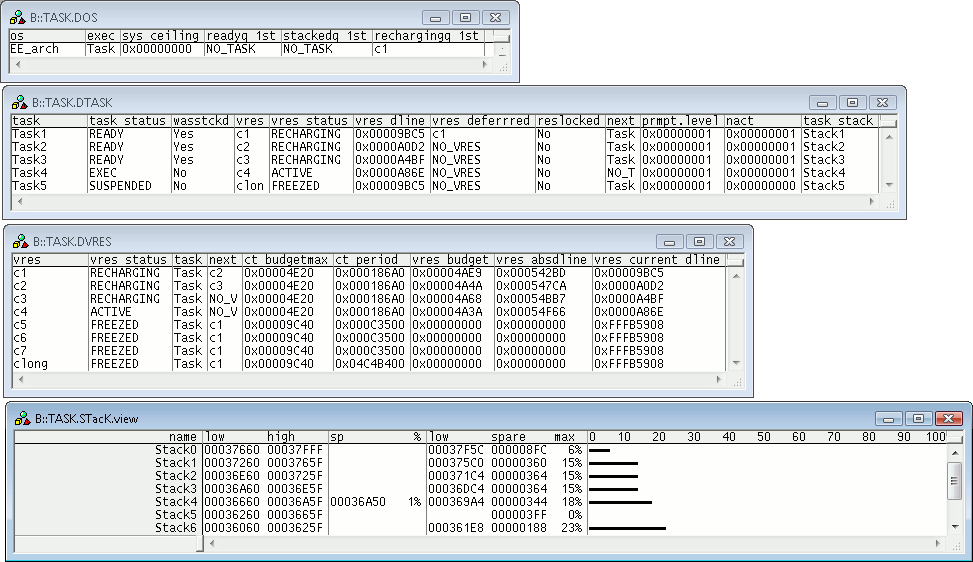 B::TASK.DOS
os exec sys ceiling readyq 1st stackedq 1st rechargingq 1st
EE_arch Task 0x00000000 NO_TASK NO_TASK c1
B::TASK.DTASK
task task status wasstckd vres vres status vres dline vres deferrred reslocked next prmpt.level nact task stack
Task1 READY Yes c1 RECHARGING 0x00009BC5 c1 No Task 0x00000001 0x00000001 Stack1
Task2 READY Yes c2 RECHARGING 0x0000A0D2 NO_VRES No Task 0x00000001 0x00000001 Stack2
Task3 READY Yes c3 RECHARGING 0x0000A4BF NO_VRES No Task 0x00000001 0x00000001 Stack3
Task4 EXEC No c4 ACTIVE 0x0000A86E NO_VRES No NO_T 0x00000001 0x00000001 Stack4
Task5 SUSPENDED No clon FREEZED 0x00009BC5 NO_VRES No Task 0x00000001 0x00000000 Stack5
B::TASK.DVRES
vres vres status task next ct budgetmax ct period vres budget vres absdline vres current dline
c1 RECHARGING Task c2 0x00004E20 0x000186A0 0x00004AE9 0x000542BD 0x00009BC5
c2 RECHARGING Task c3 0x00004E20 0x000186A0 0x00004A4A 0x000547CA 0x0000A0D2
c3 RECHARGING Task NO_V 0x00004E20 0x000186A0 0x00004A68 0x00054BB7 0x0000A4BF
c4 ACTIVE Task NO_V 0x00004E20 0x000186A0 0x00004A3A 0x00054F66 0x0000A86E
c5 FREEZED Task c1 0x00009C40 0x000C3500 0x00000000 0x00000000 0xFFFB5908
c6 FREEZED Task c1 0x00009C40 0x000C3500 0x00000000 0x00000000 0xFFFB5908
c7 FREEZED Task c1 0x00009C40 0x000C3500 0x00000000 0x00000000 0xFFFB5908
clong FREEZED Task c1 0x00009C40 0x04C4B400 0x00000000 0x00000000 0xFFFB5908
B::TASK.STacK.view
name low high sp % low spare max 0 10 20 30 40 50 60 70 80 90 100
Stack0 00037660 00037FFF 00037F5C 000008FC 6%
Stack1 00037260 0003765F 000375C0 00000360 15%
Stack2 00036E60 0003725F 000371C4 00000364 15%
Stack3 00036A60 00036E5F 00036DC4 00000364 15%
Stack4 00036660 00036A5F 00036A50 1% 000369A4 00000344 18%
Stack5 00036260 0003665F 000003FF 0%
Stack6 00036060 0003625F 000361E8 00000188 23%